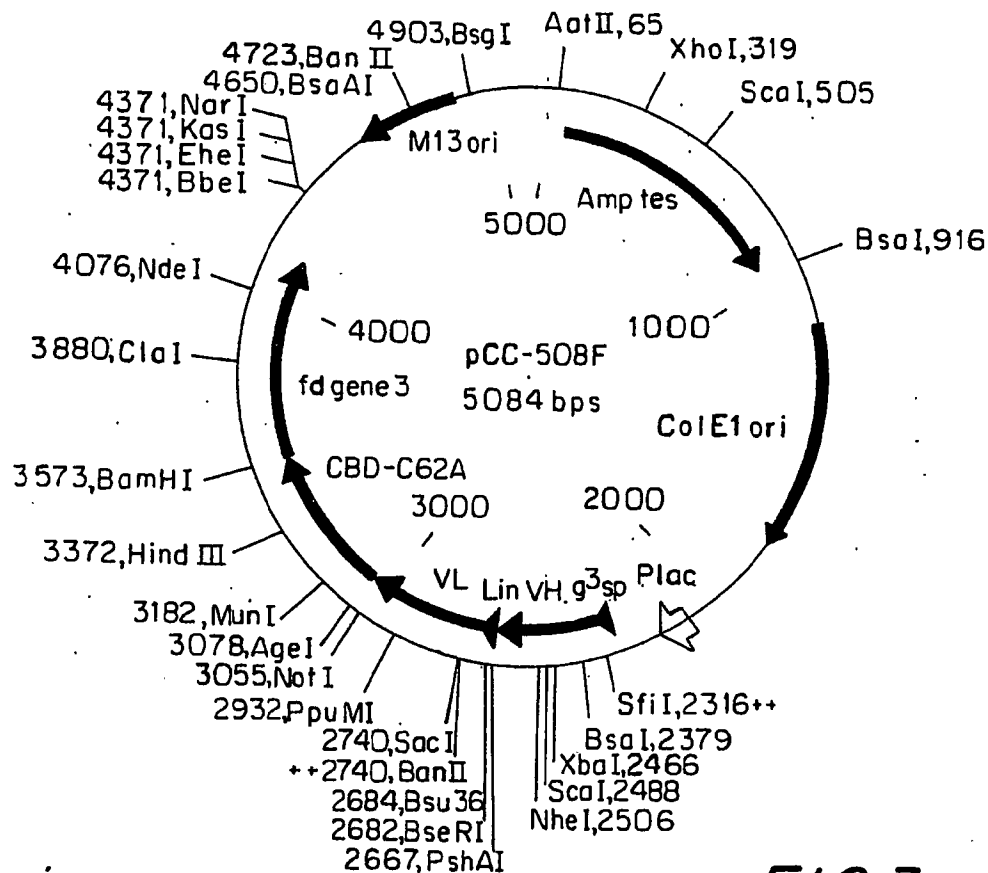 4903,BsgI
AatII,65
4723,Ban II
XhoI,319
4650,BsaAI
ScaI,505
4371,NarI
4371,KasI
4371,EheI
4371,BbeI
M13 ori
Amp tes
5000
BsaI,916
4076,NdeI
4000
1000
3880,ClaI
pCC-508F
5084 bps
fd gene 3
ColE1 ori
CBD-C62A
3573,BamHI
3000
2000
3372,Hind III
VL
Lin
VH
g3sp
Plac
3182,MunI
3078,AgeI
3055,NotI
2932,PpuMI
SfiI,2316++
2740,SacI
BsaI,2379
++2740,BanII
XbaI,2466
2684,Bsu36
ScaI,2488
2682,BseRI
NheI,2506
2667,PshAI